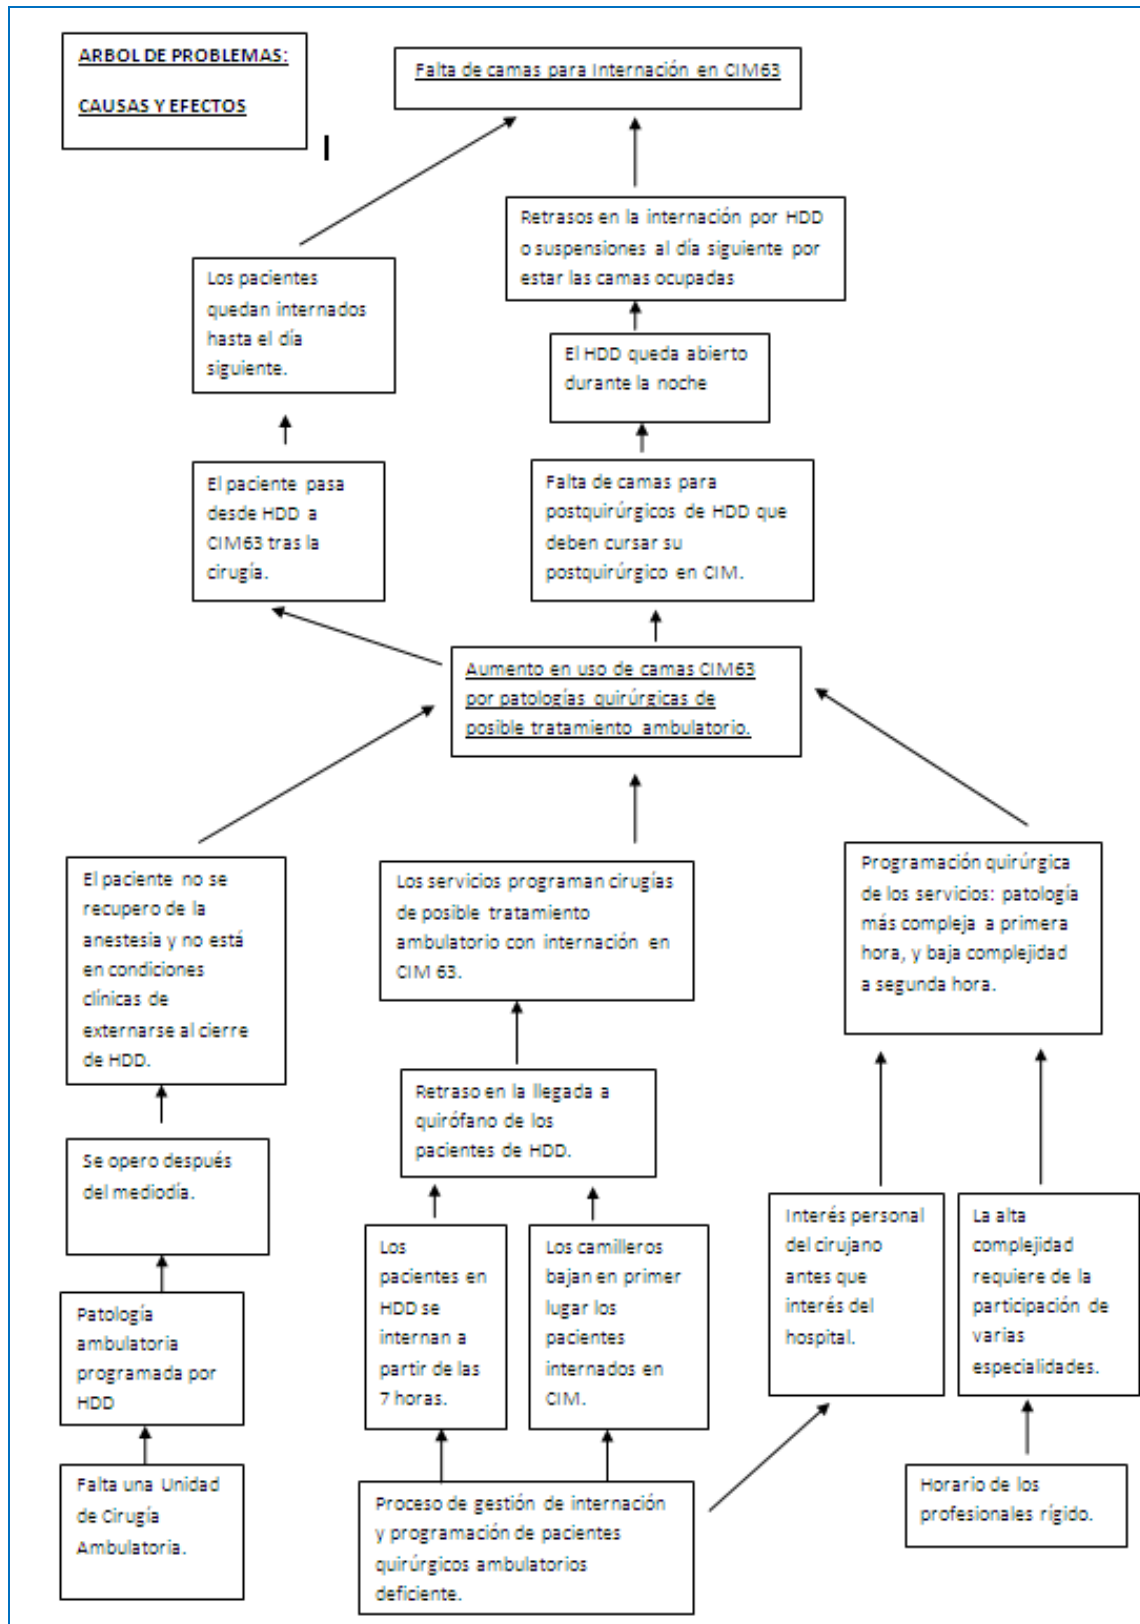 ARBOL DE PROBLEMAS:
CAUSAS Y EFECTOS
Falta de camas para Internación en CIM63
Retrasos en la internación por HDD
o suspensiones al día siguiente por
estar las camas ocupadas
Los pacientes
quedan internados
hasta el día
siguiente.
El HDD queda abierto
durante la noche
El paciente pasa
desde HDD a
CIM63 tras la
cirugía.
Falta de camas para
postquirúrgicos de HDD que
deben cursar su
postquirúrgico en CIM.
Aumento en uso de camas CIM63
por patologías quirúrgicas de
posible tratamiento ambulatorio.
El paciente no se
recupero de la
anestesia y no está
en condiciones
clínicas de
externarse al cierre
de HDD.
Los servicios programan cirugías
de posible tratamiento
ambulatorio con internación en
CIM 63.
Programación quirúrgica
de los servicios: patología
más compleja a primera
hora, y baja complejidad
a segunda hora.
Retraso en la llegada a
quirófano de los
pacientes de HDD.
Se opero después
del mediodía.
Los
pacientes en
HDD se
internan a
partir de las
7 horas.
Los camilleros
bajan en primer
lugar los
pacientes
internados en
CIM.
Interés personal
del cirujano
antes que
interés del
hospital.
La alta
complejidad
requiere de la
participación de
varias
especialidades.
Patología
ambulatoria
programada por
HDD
Falta una Unidad
de Cirugía
Ambulatoria.
Proceso de gestión de internación
y programación de pacientes
quirúrgicos ambulatorios
deficiente.
Horario de los
profesionales rígido.